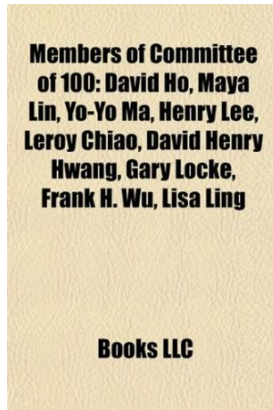 Members of Committee
of 100: David Ho, Maya
Lin, Yo-Yo Ma, Henry Lee,
Leroy Chiao, David Henry
Hwang, Gary Locke,
Frank H. Wu, Lisa Ling
Books LLC